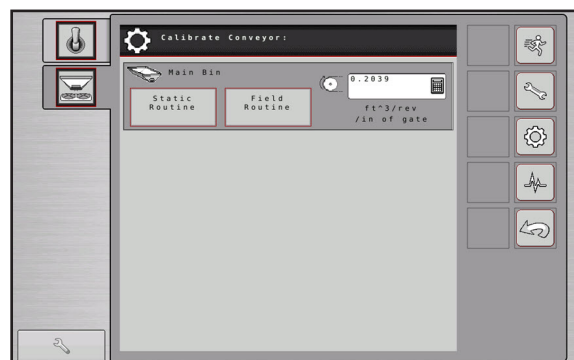 Calibrate Conveyor:
Main Bin
0.2039
Static
Routine
Field
Routine
ft^3/rev
/in of gate